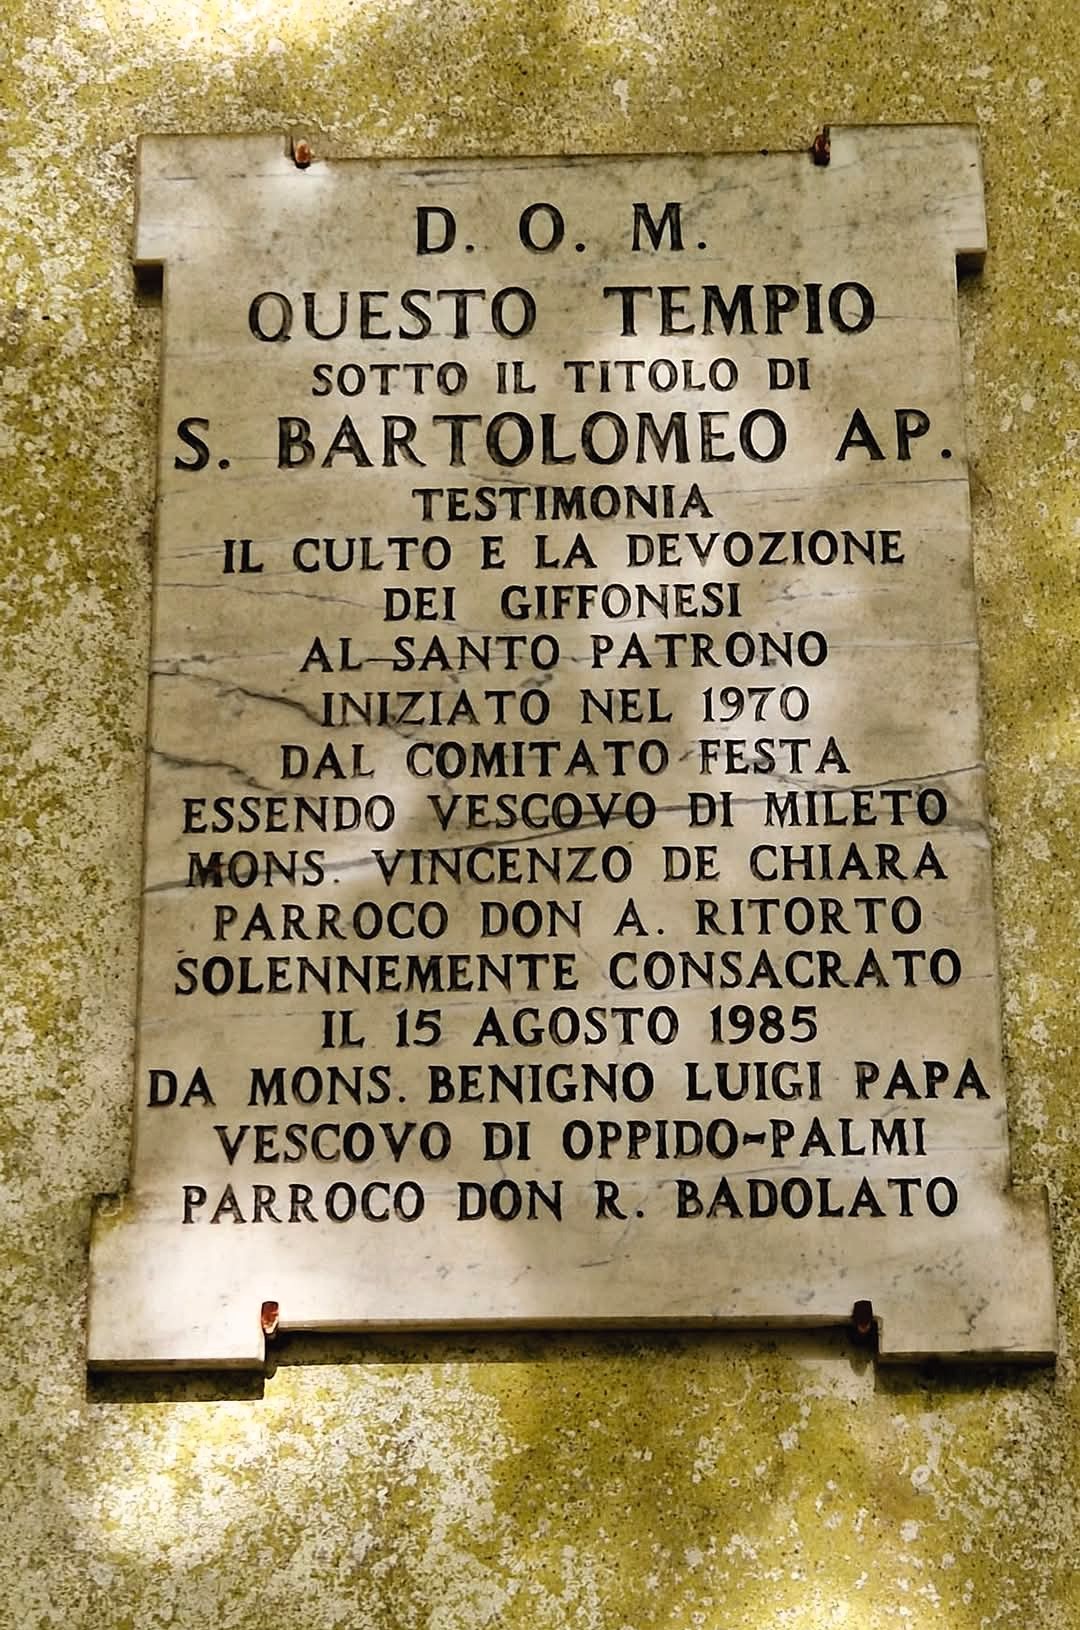 D. O. M.
QUESTO TEMPIO
SOTTO IL TITOLO DI
S. BARTOLOMEO AP.
TESTIMONIA
IL CULTO E LA DEVOZIONE
DEI GIFFONESI
AL SANTO PATRONO
INIZIATO NEL 1970
DAL COMITATO FESTA
ESSENDO VESCOVO DI MILETO
MONS. VINCENZO DE CHIARA
PARROCO DON A. RITORTO
SOLENNEMENTE CONSACRATO
IL 15 AGOSTO 1985
DA MONS. BENIGNO LUIGI PAPA
VESCOVO DI OPPIDO-PALMI
PARROCO DON R. BADOLATO